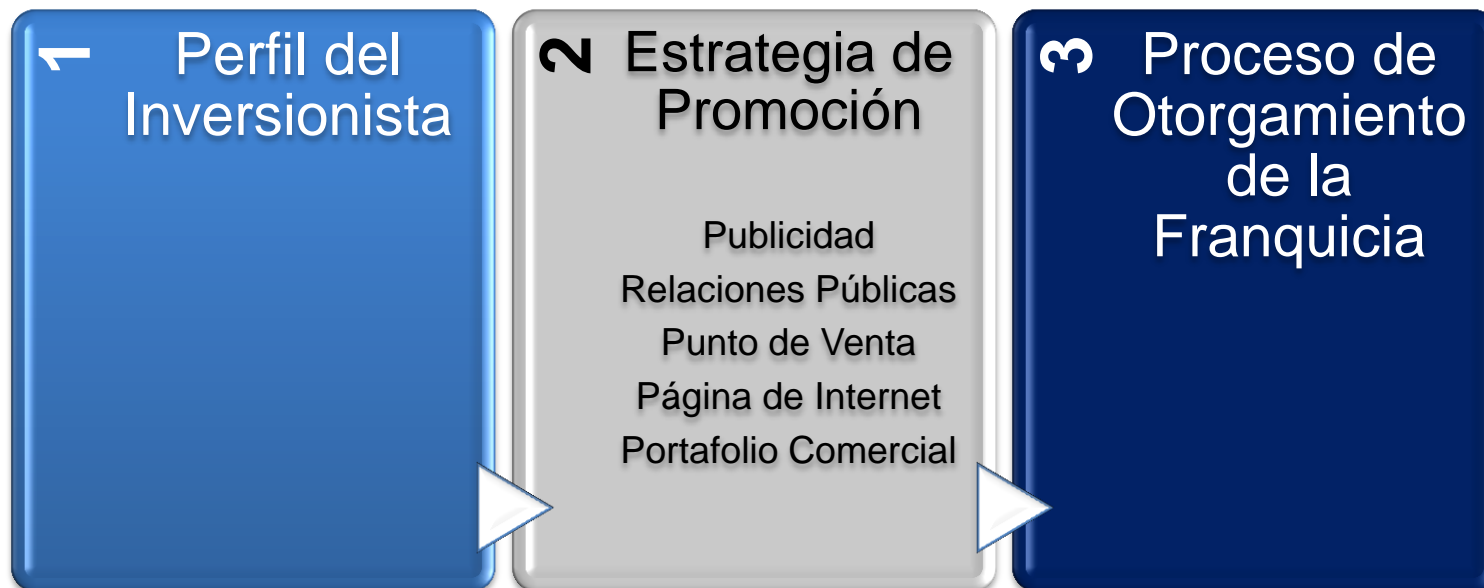 1
Perfil del
Inversionista
2
Estrategia de
Promoción
Publicidad
Relaciones Públicas
Punto de Venta
Página de Internet
Portafolio Comercial
3
Proceso de
Otorgamiento
de la
Franquicia